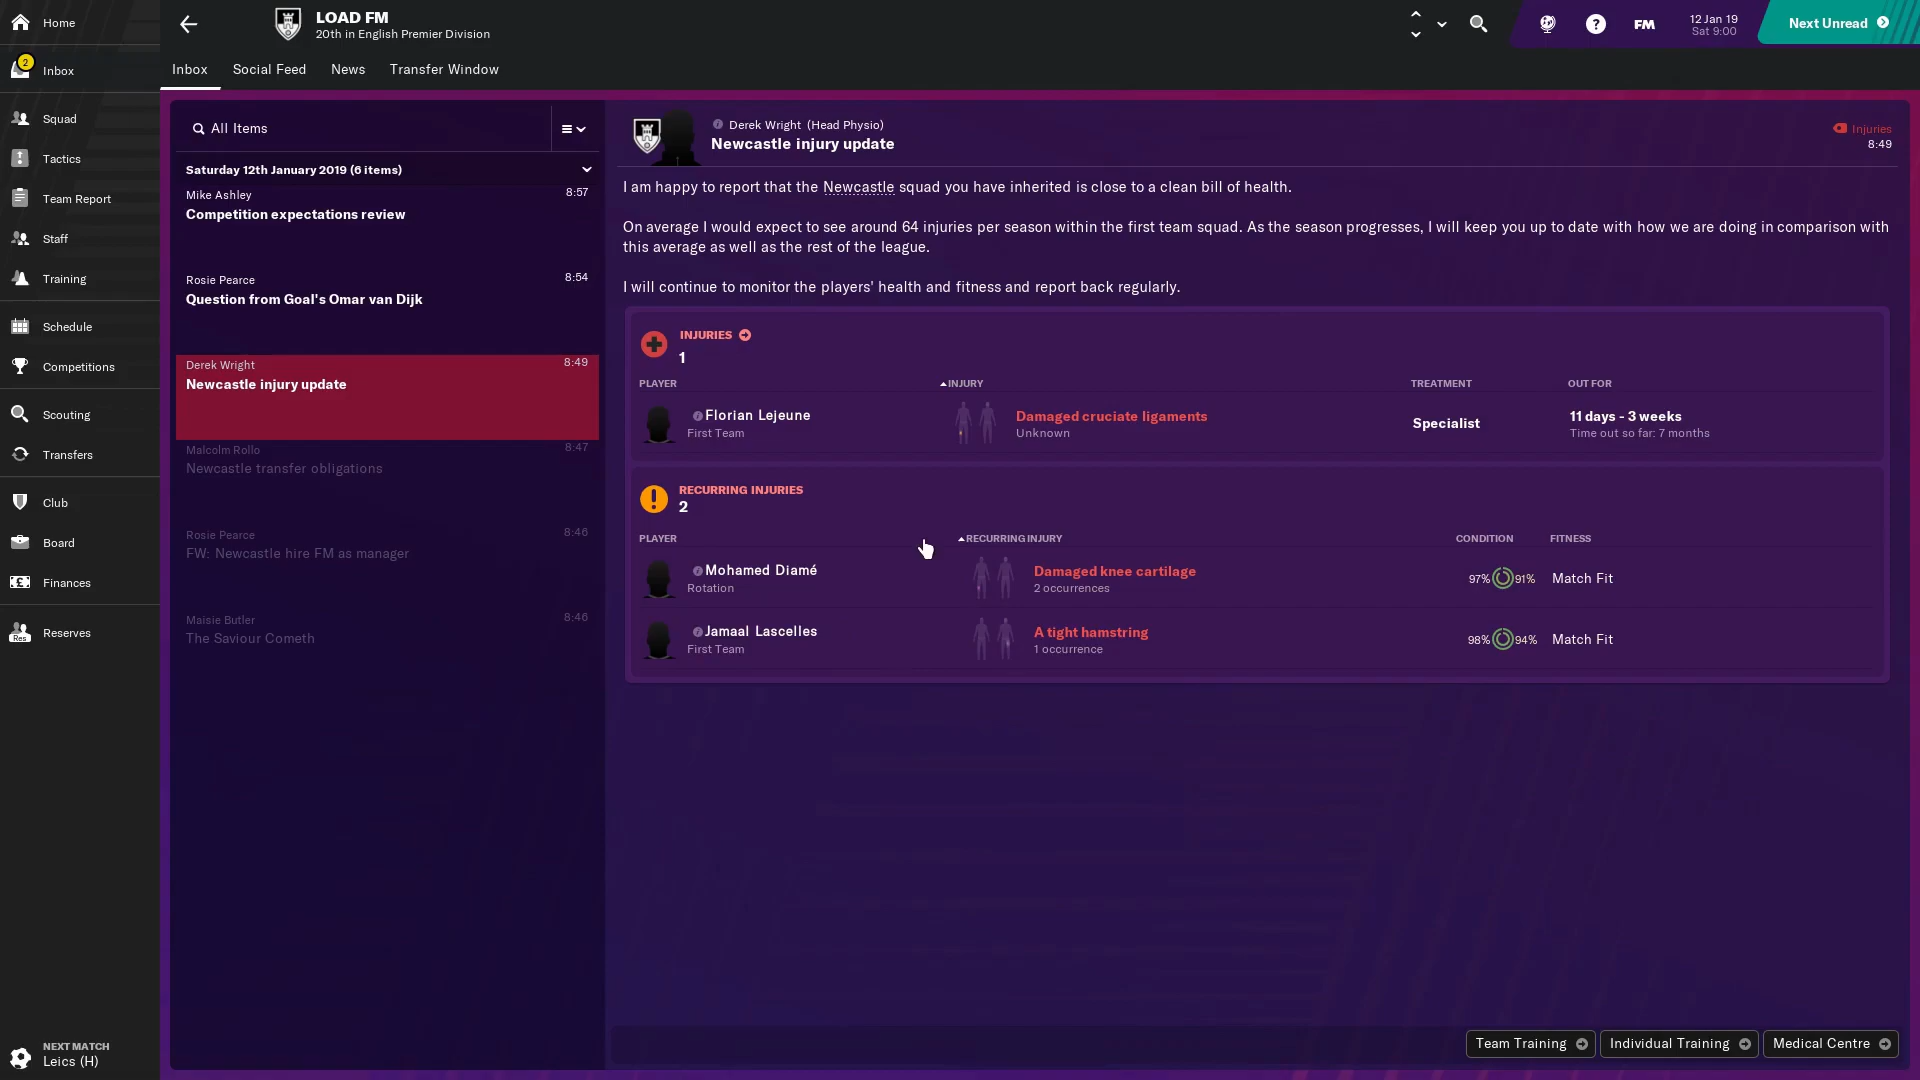 Home
LOAD FM
20th in English Premier Division
FM
12 Jan 19
Sat 9:00
Next Unread
2
Inbox
Inbox Social Feed News Transfer Window
Squad
Tactics
Team Report
Staff
Training
Schedule
Competitions
Scouting
Transfers
Club
Board
Finances
Res
Reserves
NEXT MATCH
Leics (H)
All Items
Saturday 12th January 2019 (6 items)
Mike Ashley 8:57
Competition expectations review
Rosie Pearce 8:54
Question from Goal's Omar van Dijk
Derek Wright 8:49
Newcastle injury update
Malcolm Rollo 8:47
Newcastle transfer obligations
Rosie Pearce 8:46
FW: Newcastle hire FM as manager
Maisie Butler 8:46
The Saviour Cometh
Derek Wright (Head Physio)
Newcastle injury update
Injuries
8:49
I am happy to report that the Newcastle squad you have inherited is close to a clean bill of health.
On average I would expect to see around 64 injuries per season within the first team squad. As the season progresses, I will keep you up to date with how we are doing in comparison with
this average as well as the rest of the league.
I will continue to monitor the players' health and fitness and report back regularly.
INJURIES
1
PLAYER INJURY TREATMENT OUT FOR
Florian Lejeune
First Team
Damaged cruciate ligaments
Unknown
Specialist
11 days - 3 weeks
Time out so far: 7 months
RECURRING INJURIES
2
PLAYER RECURRING INJURY CONDITION FITNESS
Mohamed Diamé
Rotation
Damaged knee cartilage
2 occurrences
97% 91% Match Fit
Jamaal Lascelles
First Team
A tight hamstring
1 occurrence
98% 94% Match Fit
Team Training Individual Training Medical Centre